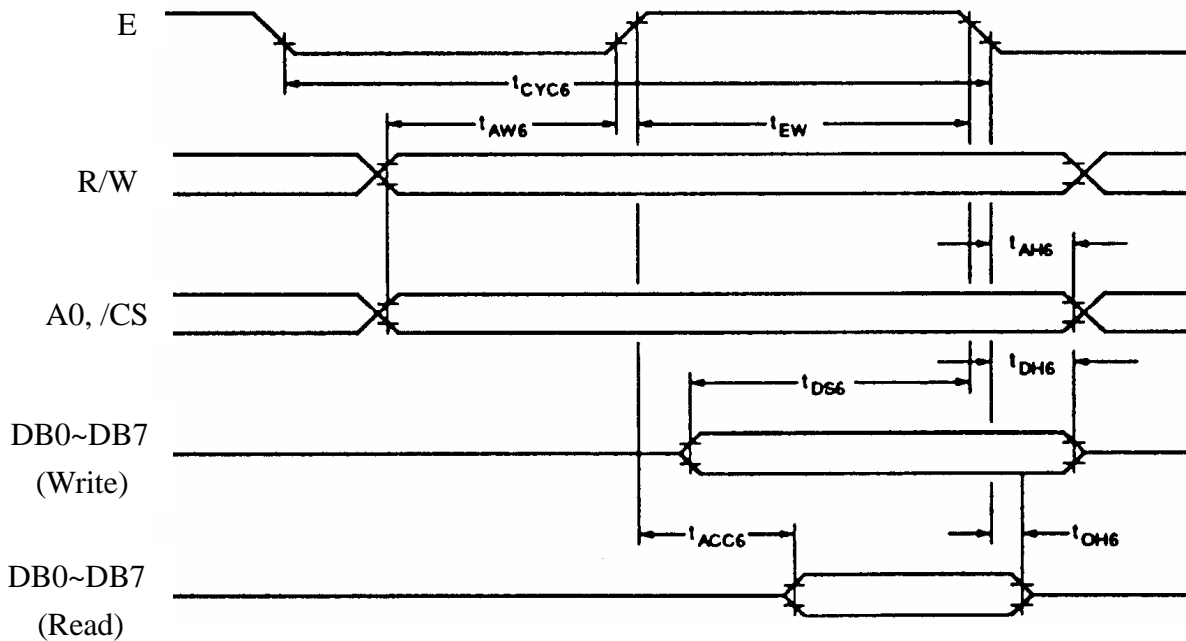 E
tCYC6
tAW6
tEW
R/W
tAH6
A0, /CS
tDH6
tDS6
DB0~DB7
(Write)
tACC6
tOH6
DB0~DB7
(Read)